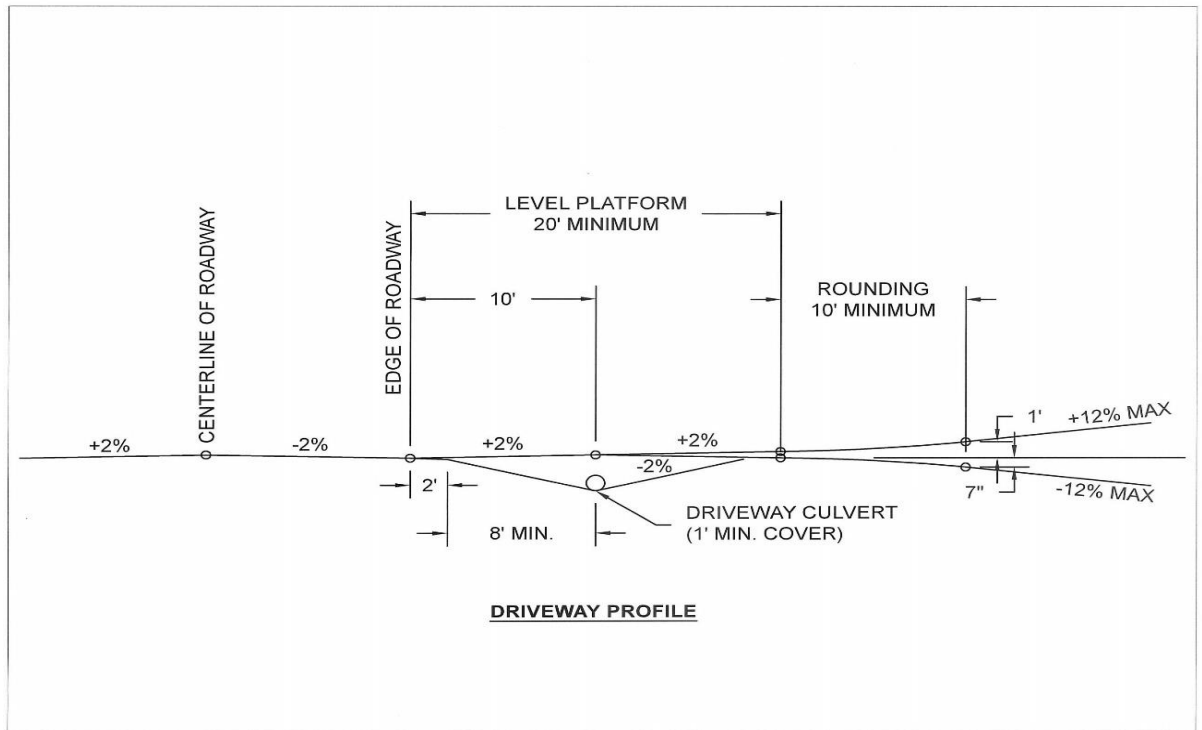 LEVEL PLATFORM
20' MINIMUM
CENTERLINE OF ROADWAY
EDGE OF ROADWAY
10'
ROUNDING
10' MINIMUM
+2%
-2%
+2%
+2%
-2%
1'
+12% MAX
2'
7"
-12% MAX
8' MIN.
DRIVEWAY CULVERT
(1' MIN. COVER)
DRIVEWAY PROFILE